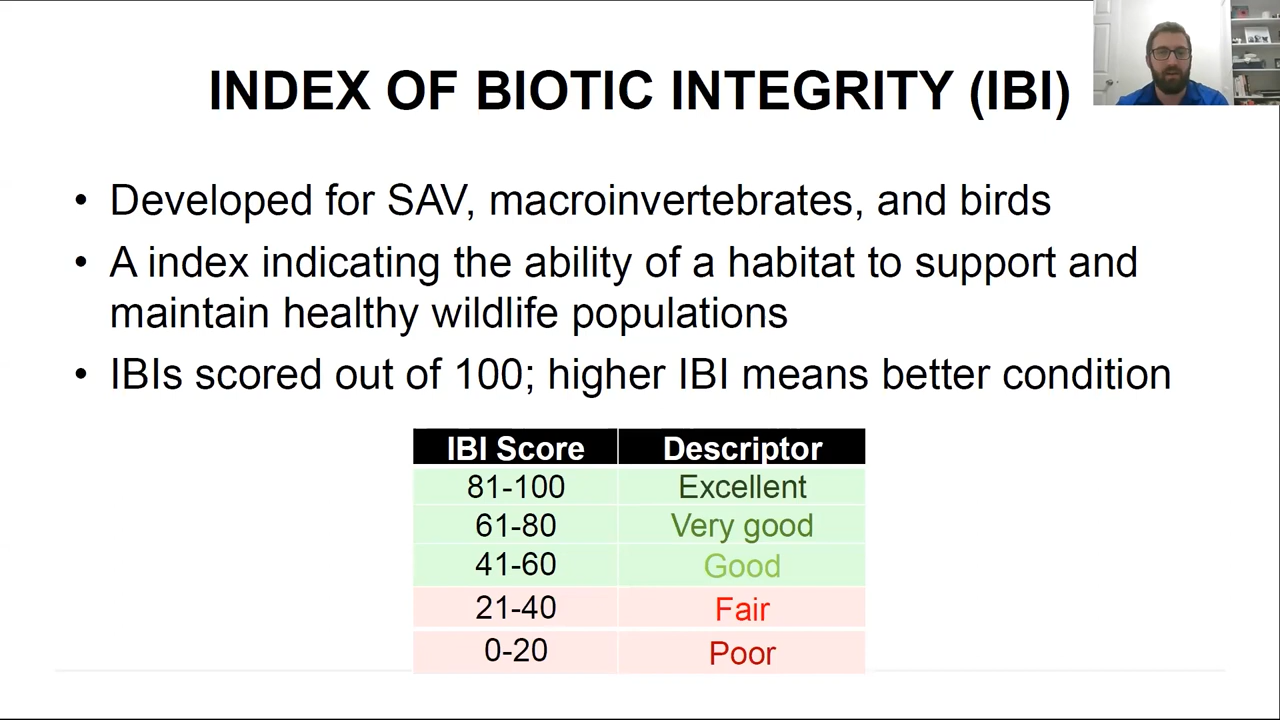 INDEX OF BIOTIC INTEGRITY (IBI)
• Developed for SAV, macroinvertebrates, and birds
• A index indicating the ability of a habitat to support and
maintain healthy wildlife populations
• IBIs scored out of 100; higher IBI means better condition
IBI Score Descriptor
81-100 Excellent
61-80 Very good
41-60 Good
21-40 Fair
0-20 Poor